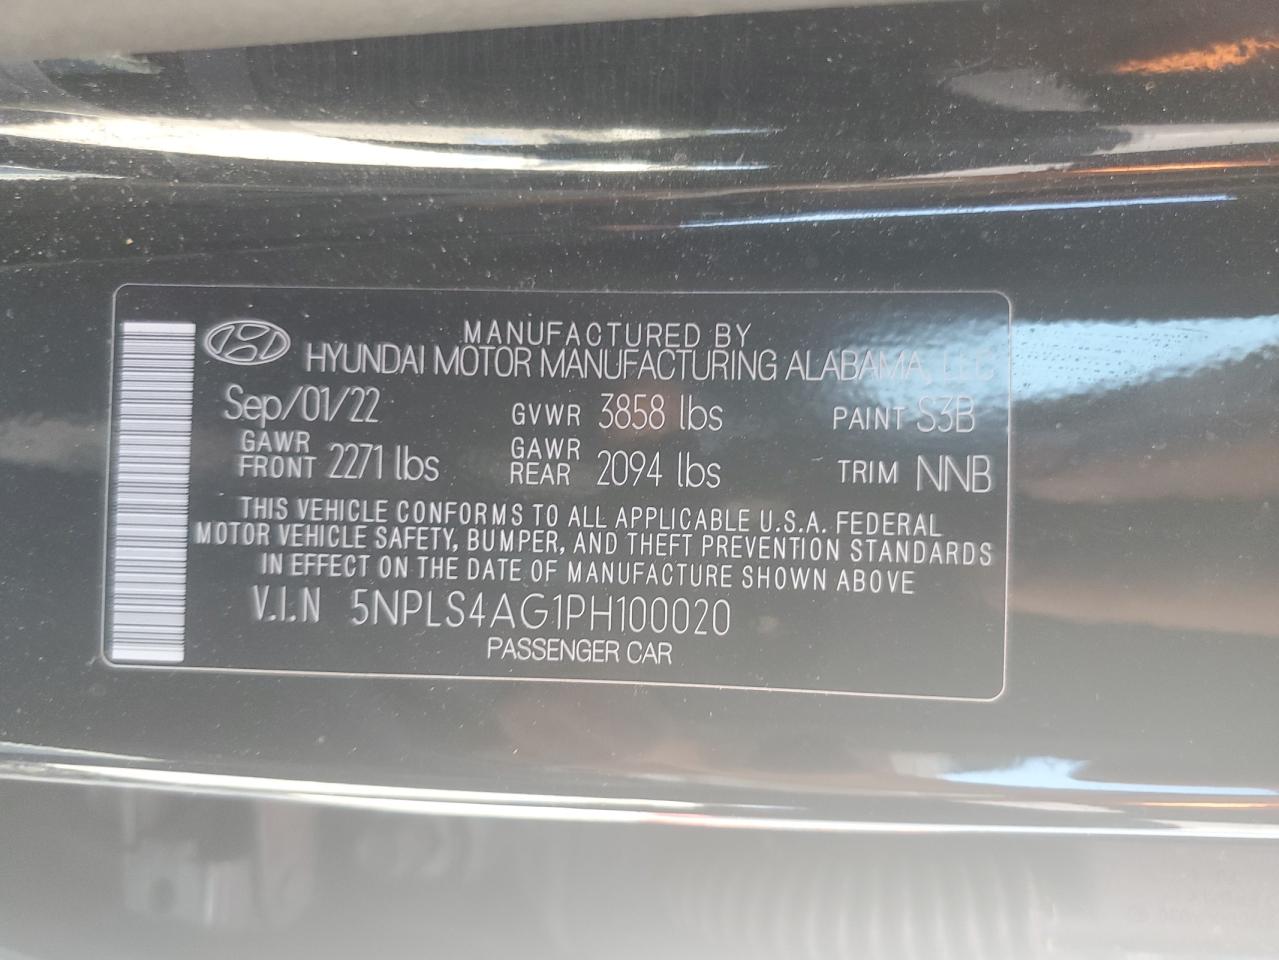 MANUFACTURED BY
HYUNDAI MOTOR MANUFACTURING ALABAMA, LLC
Sep/01/22 GVWR 3858 lbs PAINT S3B
GAWR FRONT 2271 lbs GAWR REAR 2094 lbs TRIM NNB
THIS VEHICLE CONFORMS TO ALL APPLICABLE U.S.A. FEDERAL
MOTOR VEHICLE SAFETY, BUMPER, AND THEFT PREVENTION STANDARDS
IN EFFECT ON THE DATE OF MANUFACTURE SHOWN ABOVE
V.I.N 5NPLS4AG1PH100020
PASSENGER CAR